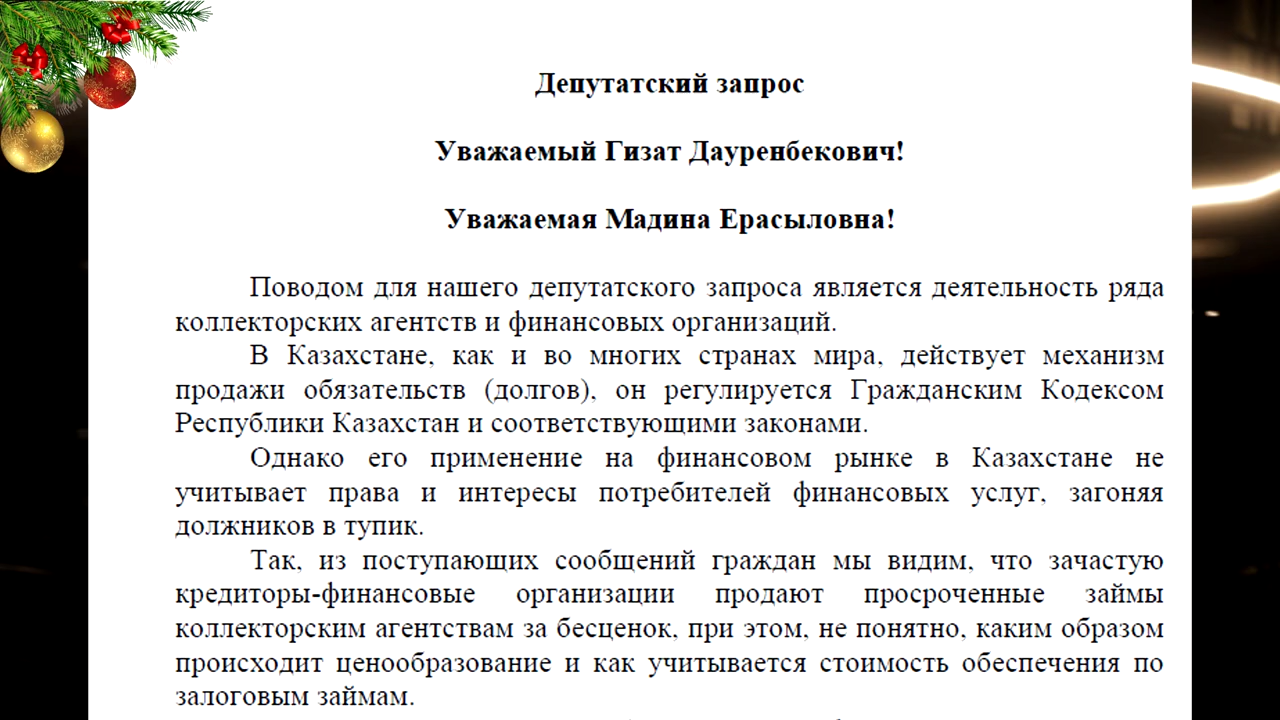 Депутатский запрос
Уважаемый Гизат Дауренбекович!
Уважаемая Мадина Ерасыловна!
Поводом для нашего депутатского запроса является деятельность ряда
коллекторских агентств и финансовых организаций.
В Казахстане, как и во многих странах мира, действует механизм
продажи обязательств (долгов), он регулируется Гражданским Кодексом
Республики Казахстан и соответствующими законами.
Однако его применение на финансовом рынке в Казахстане не
учитывает права и интересы потребителей финансовых услуг, загоняя
должников в тупик.
Так, из поступающих сообщений граждан мы видим, что зачастую
кредиторы-финансовые организации продают просроченные займы
коллекторским агентствам за бесценок, при этом, не понятно, каким образом
происходит ценообразование и как учитывается стоимость обеспечения по
залоговым займам.